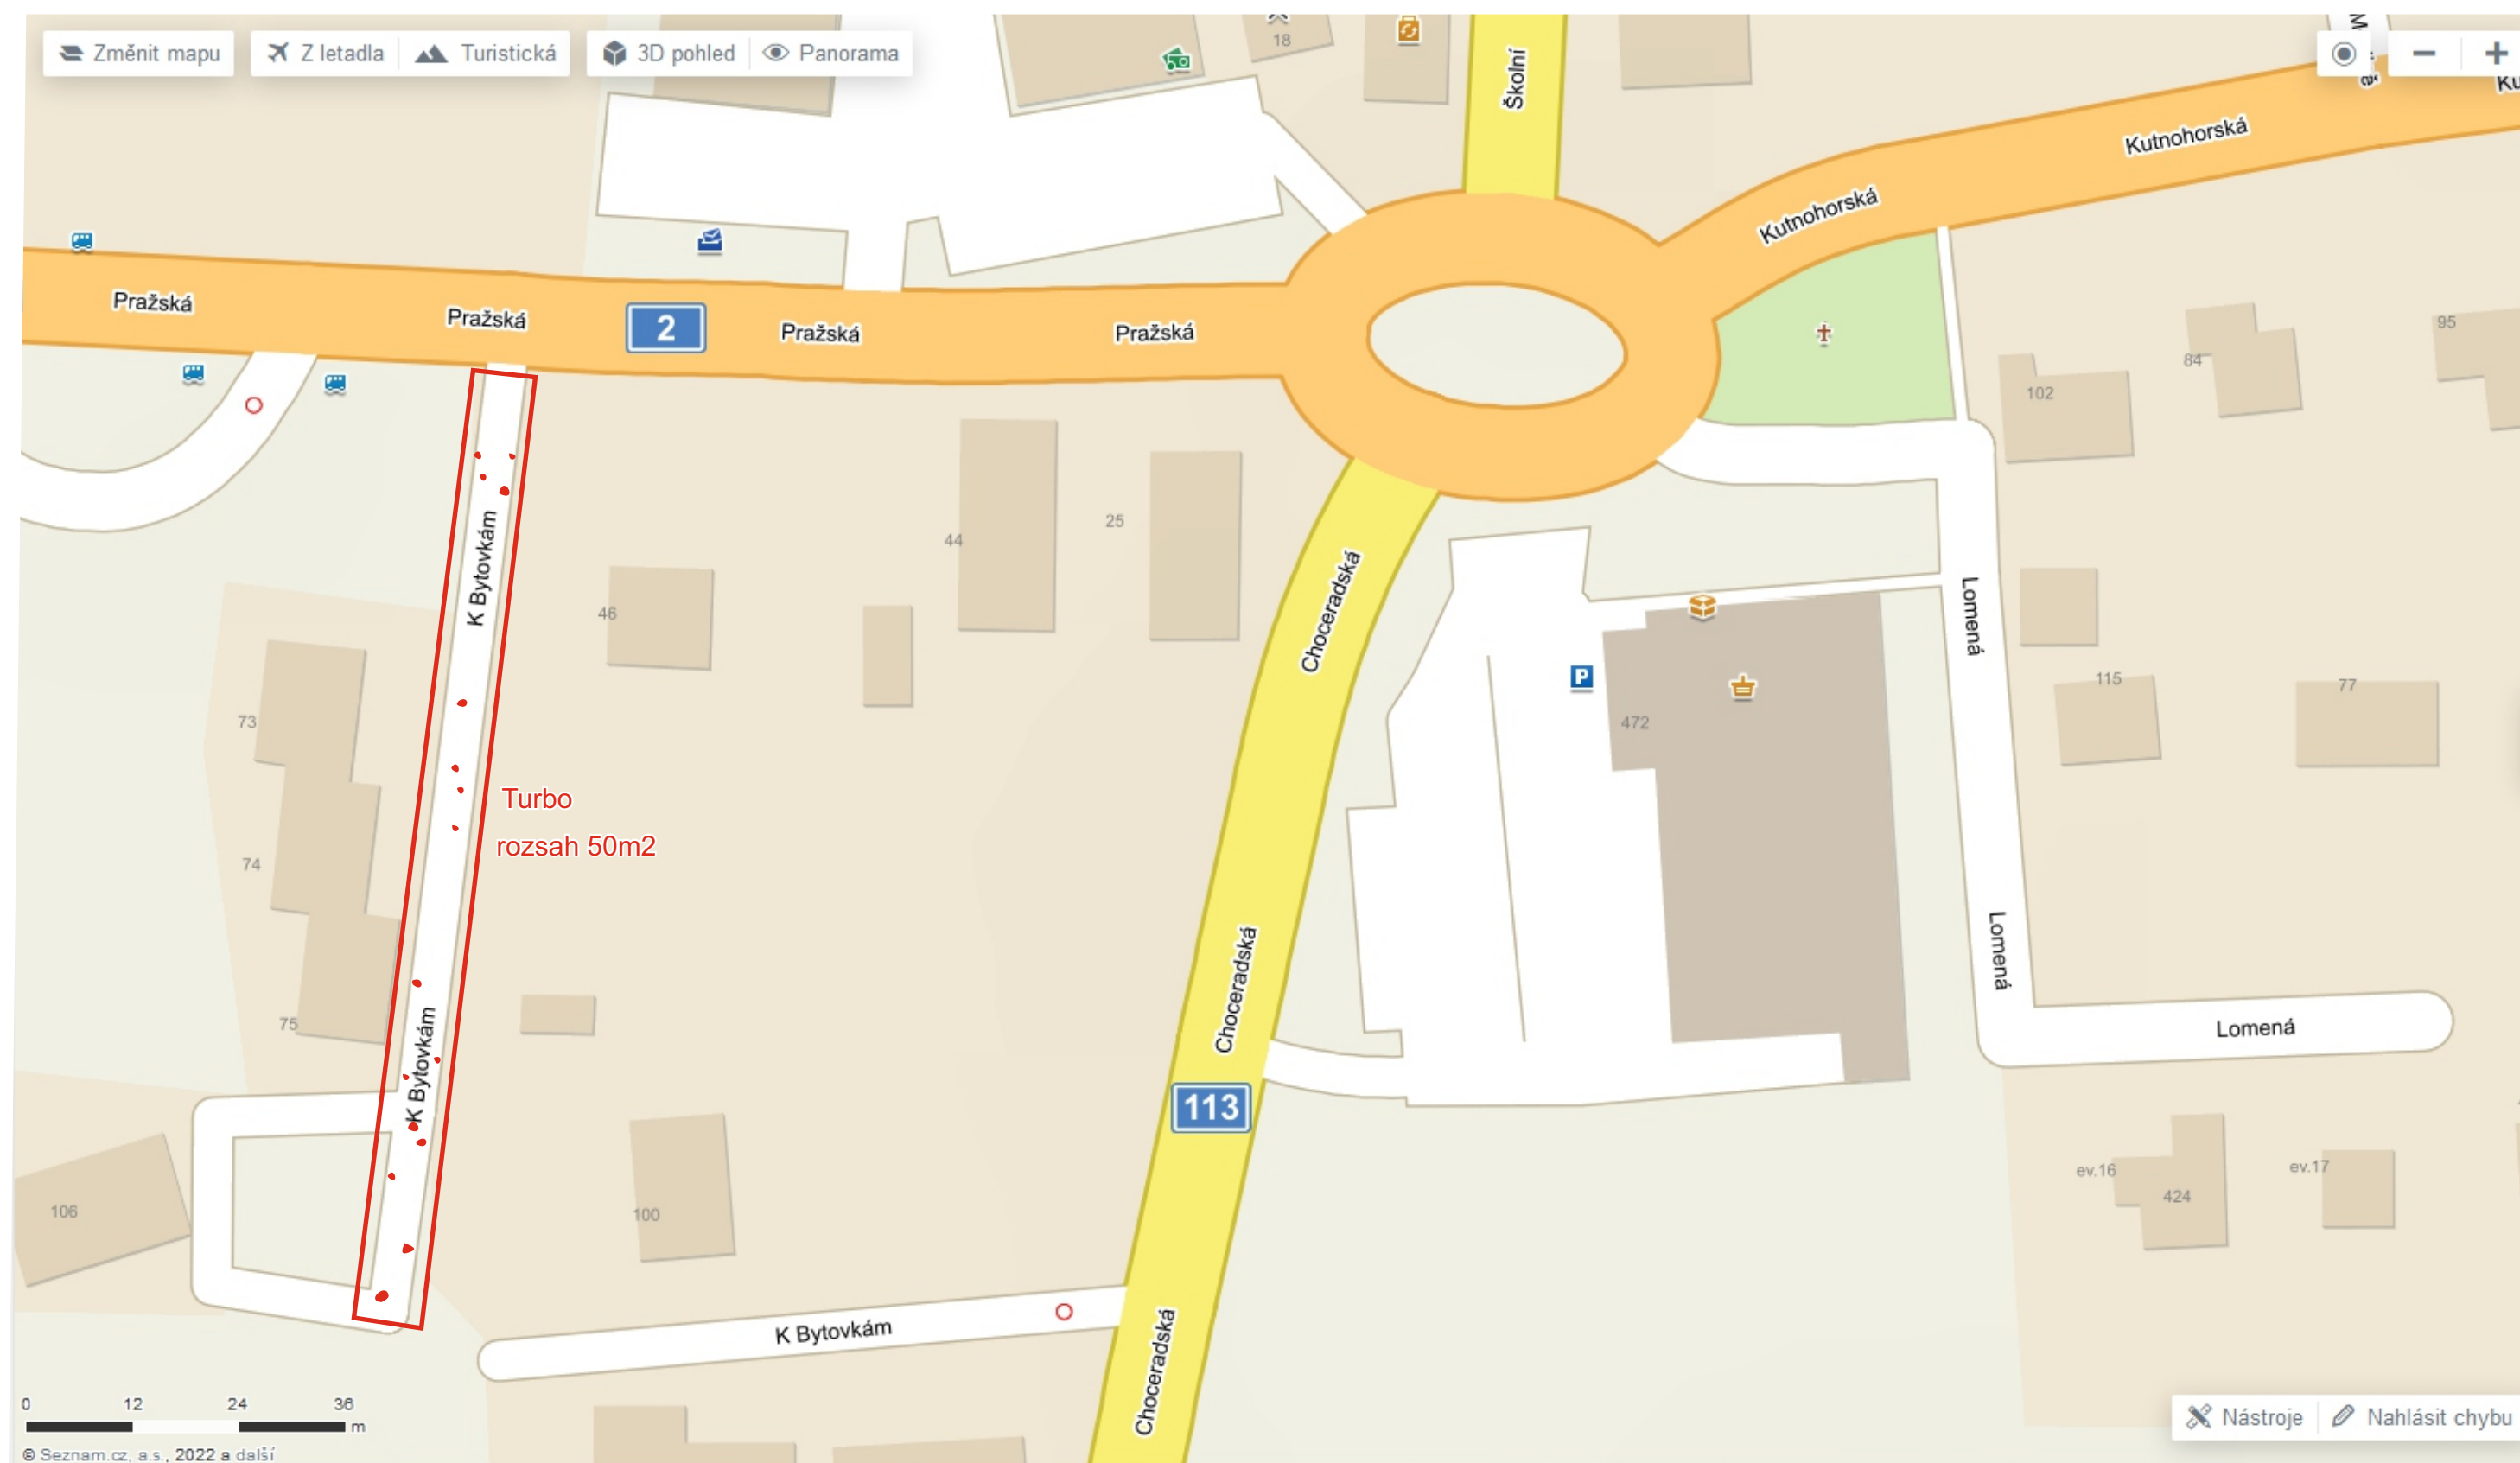 Změnit mapu
Z letadla
Turistická
3D pohled
Panorama
18
Školní
Kutnohorská
Kutnohorská
Pražská
Pražská
2
Pražská
Pražská
95
84
102
44
25
K Bytovkám
46
Choceradská
Lomená
P
115
77
73
472
Turbo
rozsah 50m2
74
Choceradská
Lomená
75
K Bytovkám
Lomená
113
106
100
ev.16
ev.17
424
K Bytovkám
Choceradská
0 12 24 36
m
Nástroje
Nahlásit chybu
© Seznam.cz, a.s., 2022 a další